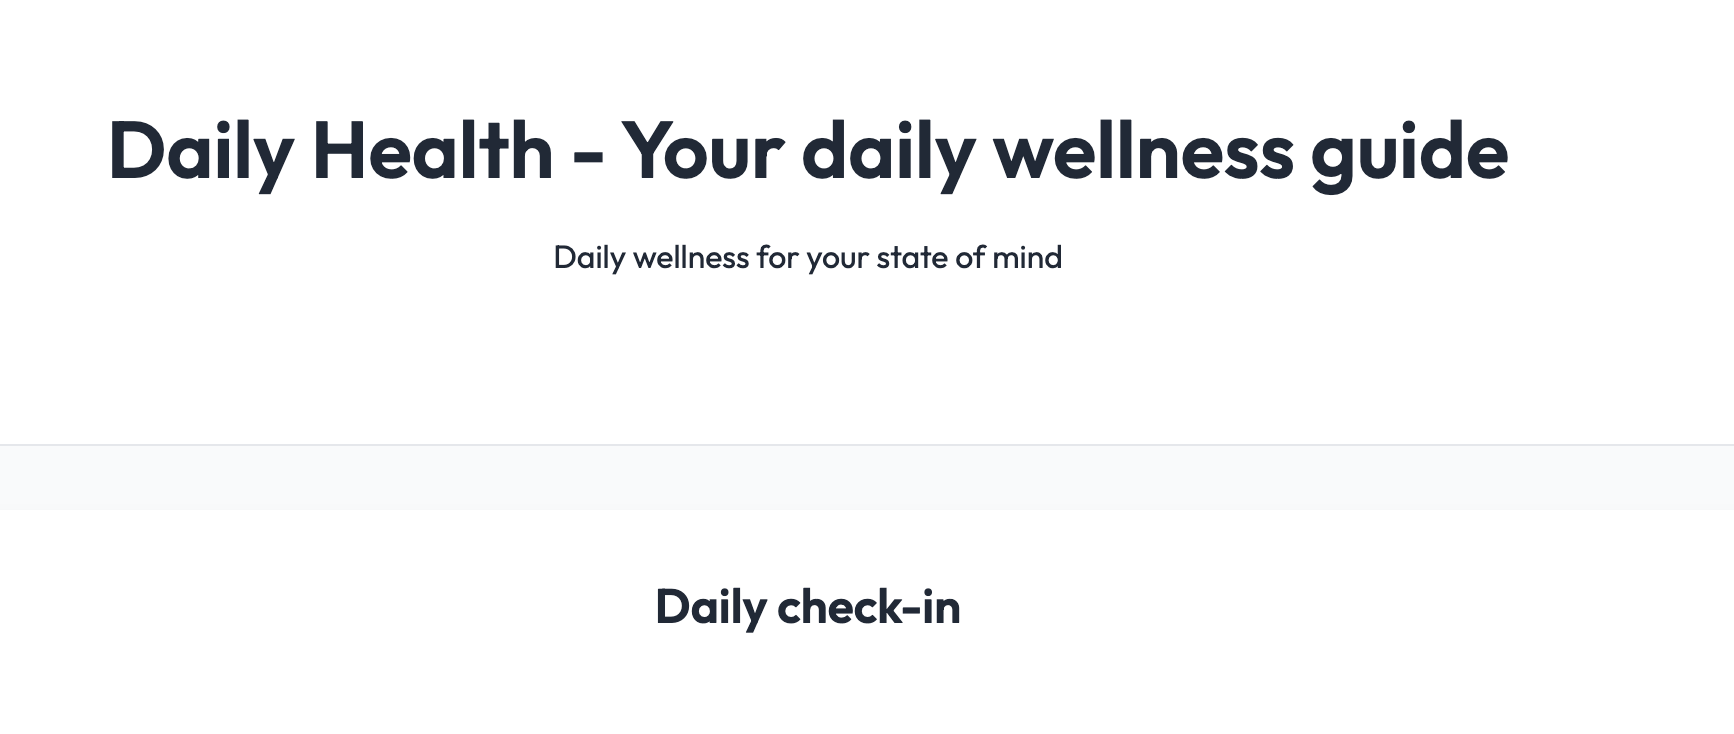 Daily Health - Your daily wellness guide
Daily wellness for your state of mind
Daily check-in